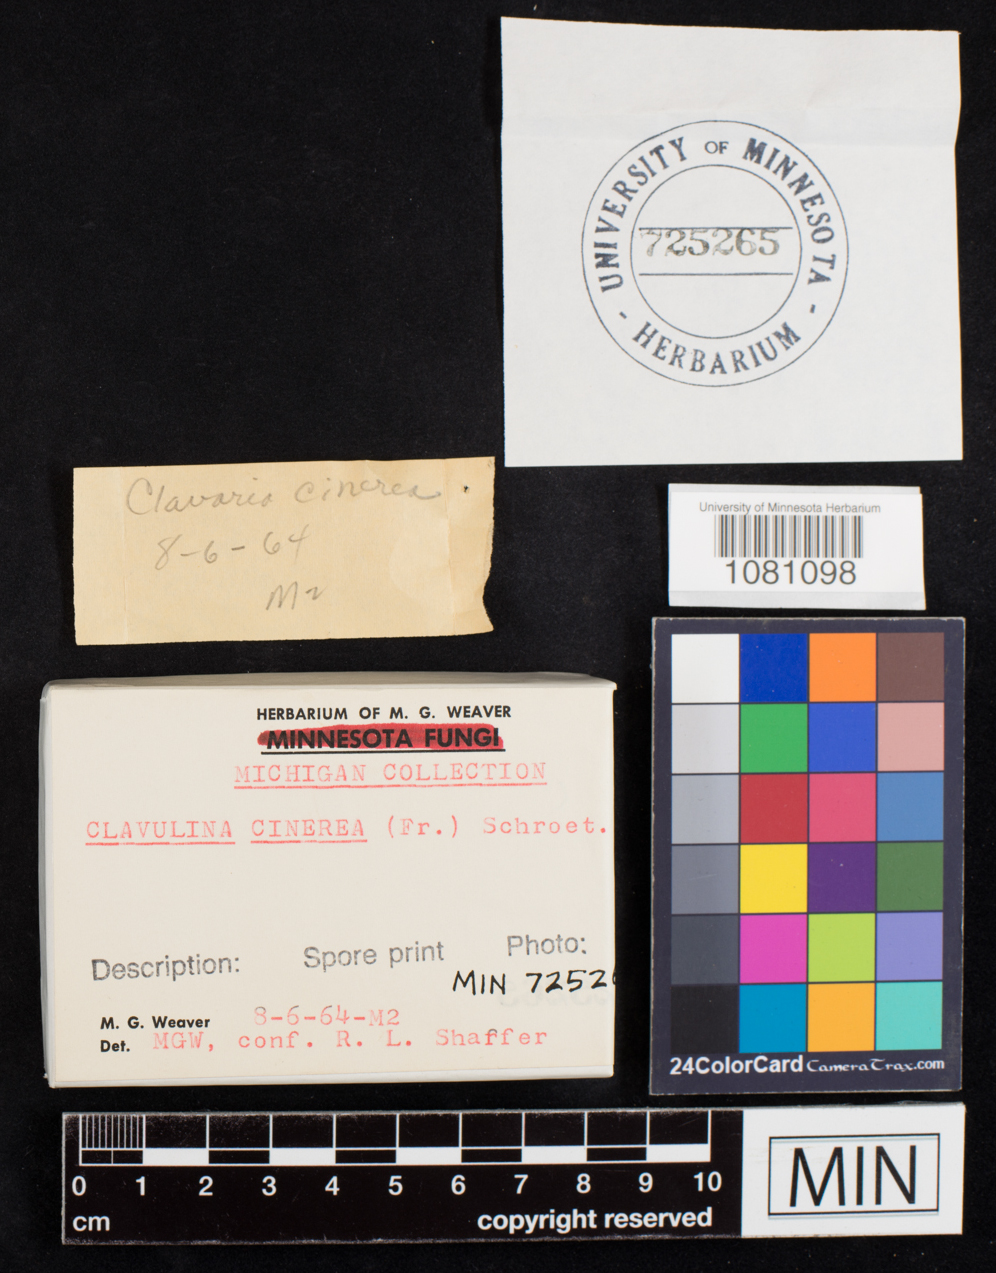 UNIVERSITY OF MINNESOTA
725265
- HERBARIUM -
Clavaria cinerea
8-6-64
M2
University of Minnesota Herbarium
1081098
HERBARIUM OF M. G. WEAVER
MINNESOTA FUNGI
MICHIGAN COLLECTION
CLAVULINA CINEREA (Fr.) Schroet.
Description: Spore print Photo:
MIN 7252
M. G. Weaver 8-6-64-M2
Det. MGW, conf. R. L. Shaffer
24ColorCard CameraTrax.com
0 1 2 3 4 5 6 7 8 9 10
cm copyright reserved
MIN